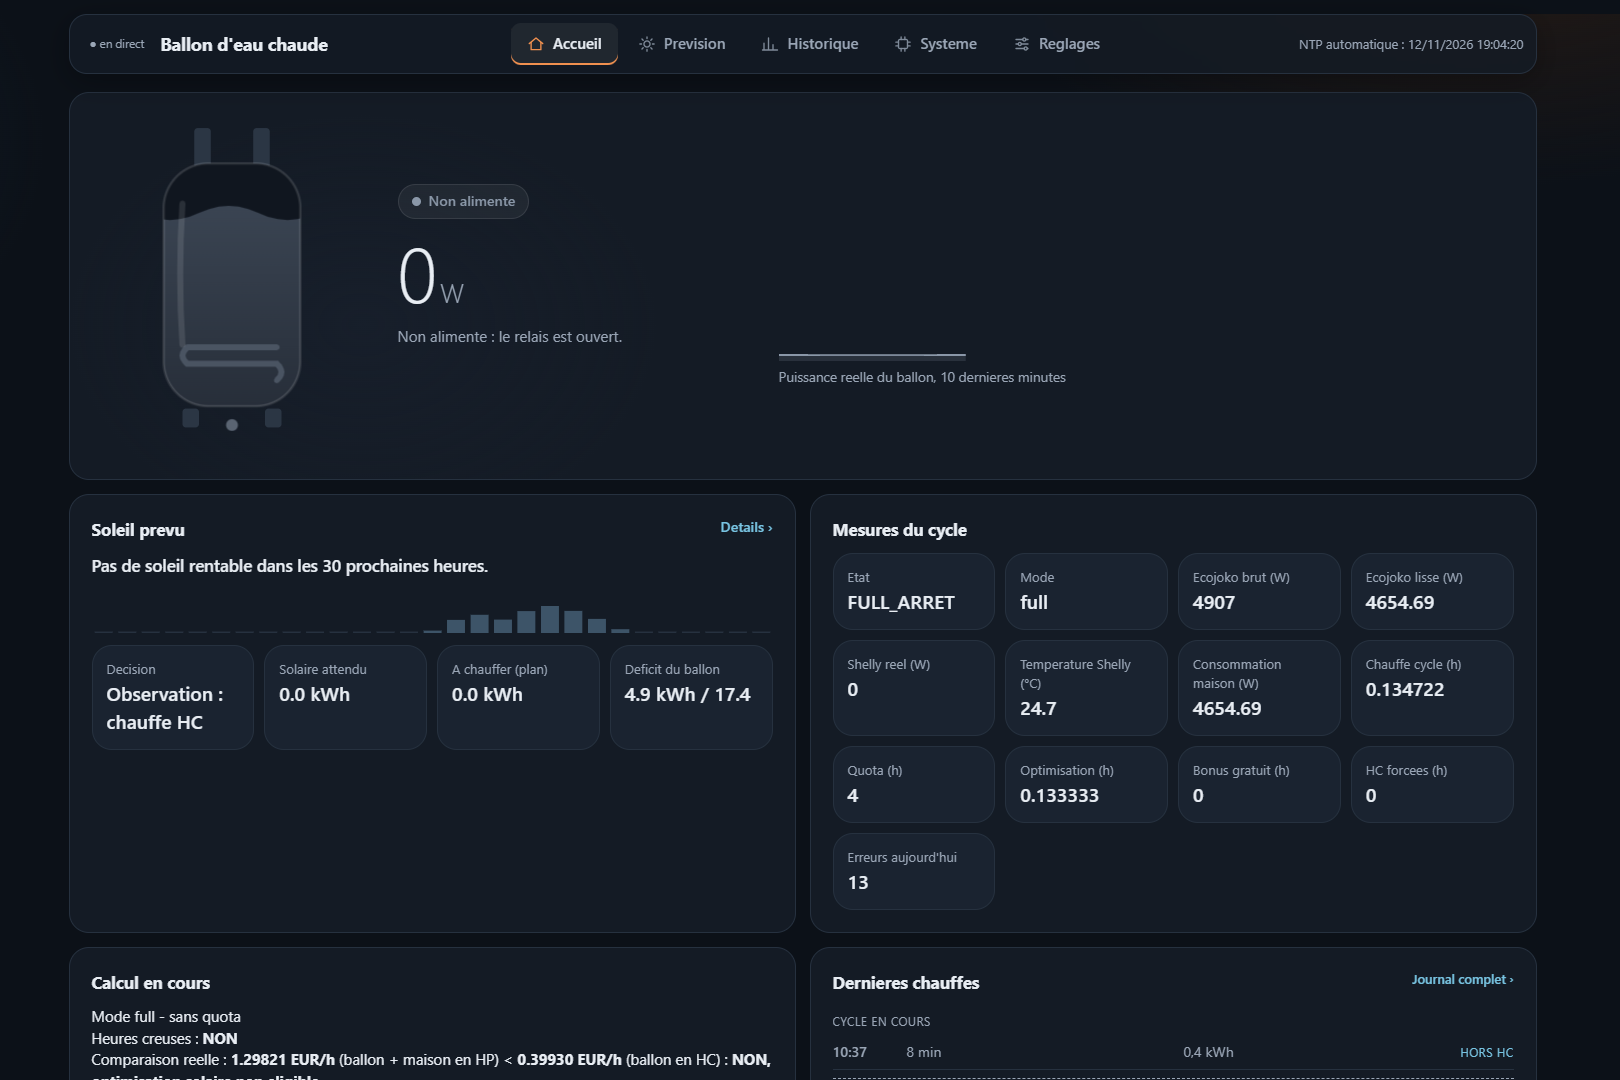 en direct
Ballon d'eau chaude
Accueil
Prevision
Historique
Systeme
Reglages
NTP automatique : 12/11/2026 19:04:20
Non alimente
0 W
Non alimente : le relais est ouvert.
Puissance reelle du ballon, 10 dernieres minutes
Soleil prevu
Details ›
Pas de soleil rentable dans les 30 prochaines heures.
Decision
Observation :
chauffe HC
Solaire attendu
0.0 kWh
A chauffer (plan)
0.0 kWh
Deficit du ballon
4.9 kWh / 17.4
Mesures du cycle
Etat
FULL_ARRET
Mode
full
Ecojoko brut (W)
4907
Ecojoko lisse (W)
4654.69
Shelly reel (W)
0
Temperature Shelly
(°C)
24.7
Consommation
maison (W)
4654.69
Chauffe cycle (h)
0.134722
Quota (h)
4
Optimisation (h)
0.133333
Bonus gratuit (h)
0
HC forcees (h)
0
Erreurs aujourd'hui
13
Calcul en cours
Mode full - sans quota
Heures creuses : NON
Comparaison reelle : 1.29821 EUR/h (ballon + maison en HP) < 0.39930 EUR/h (ballon en HC) : NON,
optimisation solaire non eligible
Dernieres chauffes
Journal complet ›
CYCLE EN COURS
10:37 8 min 0,4 kWh HORS HC